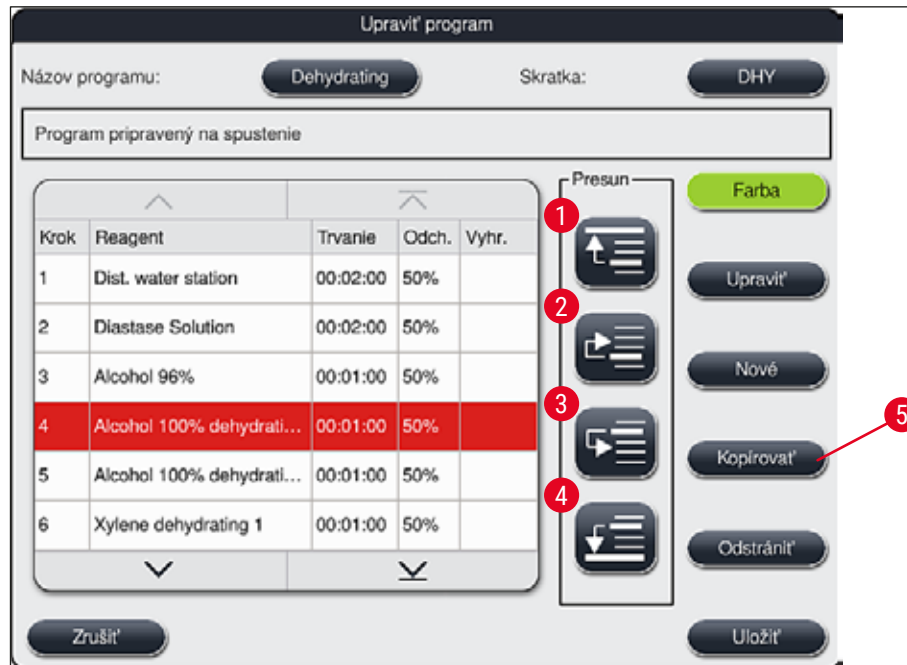 Upraviť program
Názov programu: Dehydrating Skratka: DHY
Program pripravený na spustenie
Presun
Farba
Krok Reagent Trvanie Odch. Vyhr.
1 Dist. water station 00:02:00 50%
2 Diastase Solution 00:02:00 50%
3 Alcohol 96% 00:01:00 50%
4 Alcohol 100% dehydrati... 00:01:00 50%
5 Alcohol 100% dehydrati... 00:01:00 50%
6 Xylene dehydrating 1 00:01:00 50%
1
2
3
4
Upraviť
Nové
Kopírovať
5
Odstrániť
Zrušiť
Uložiť